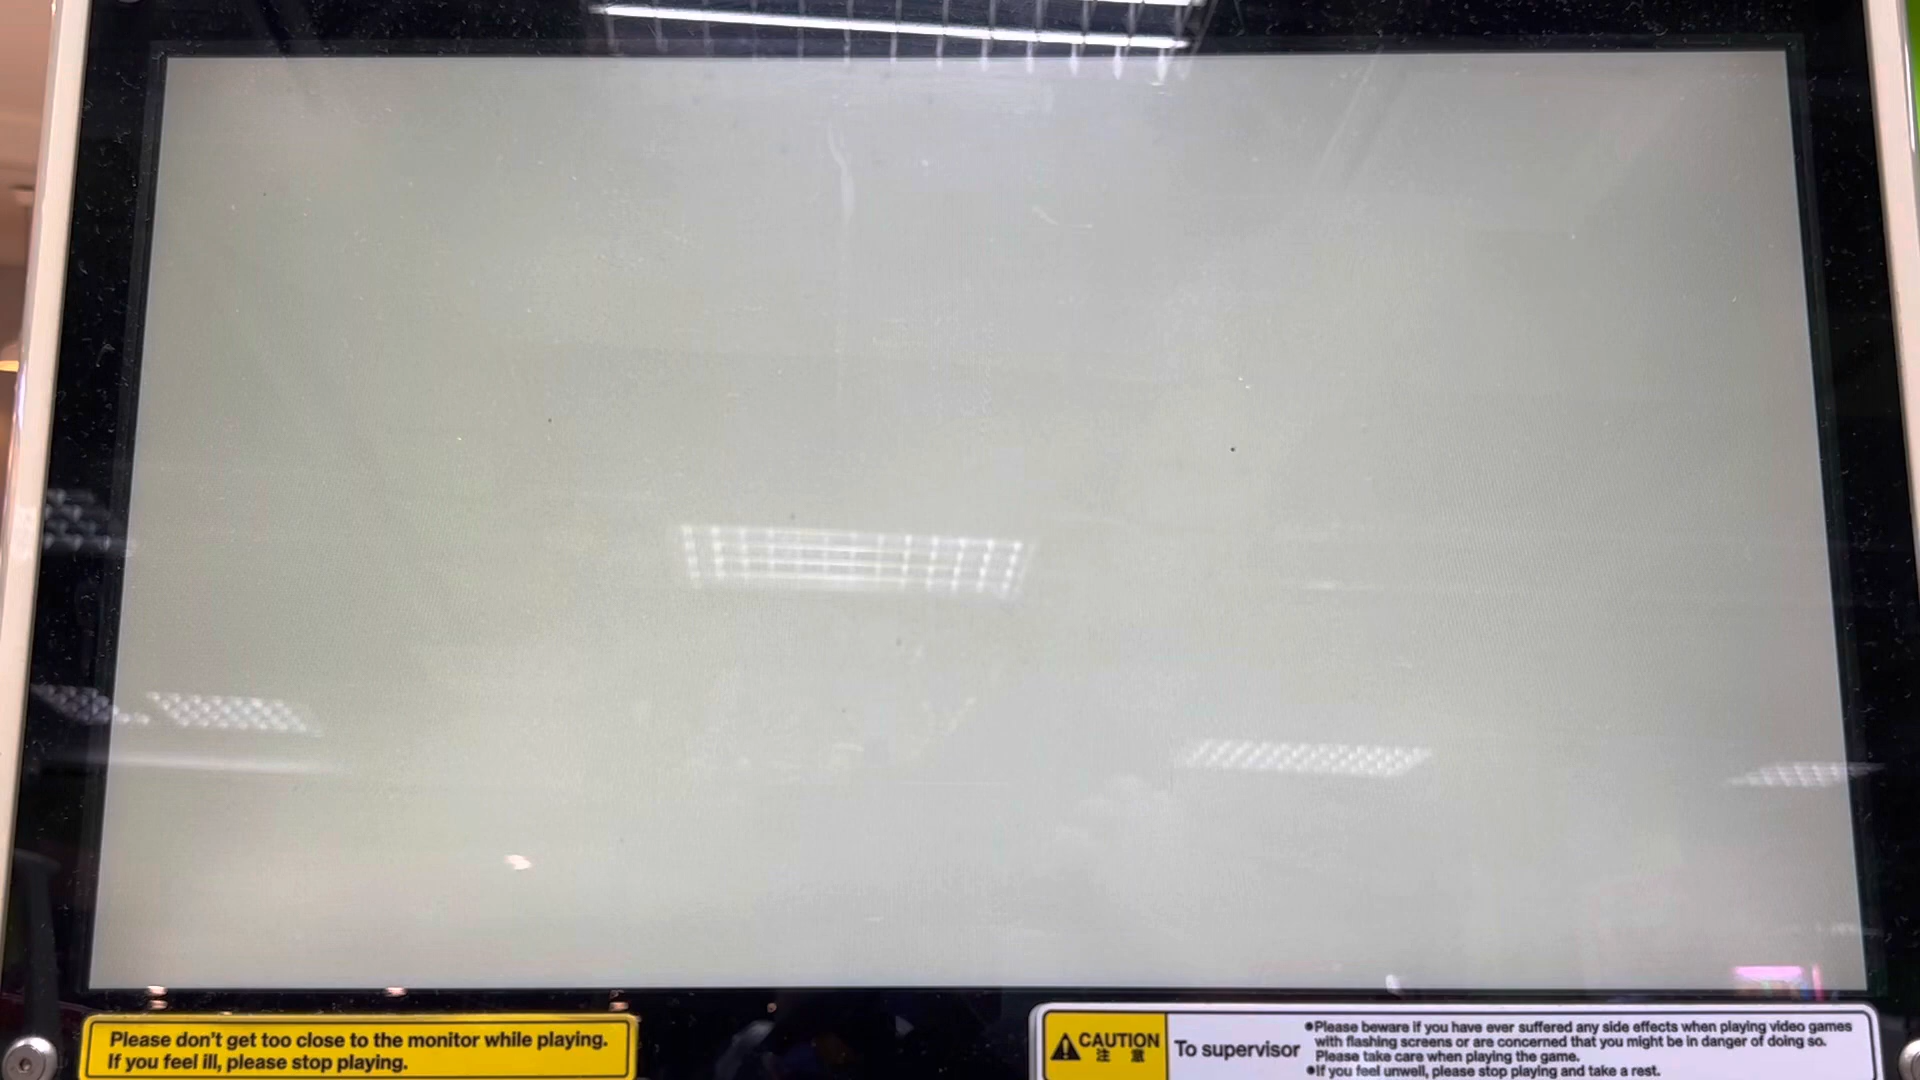 Please don't get too close to the monitor while playing.
If you feel ill, please stop playing.
CAUTION
注 意
To supervisor
●Please beware if you have ever suffered any side effects when playing video games
with flashing screens or are concerned that you might be in danger of doing so.
Please take care when playing the game.
●If you feel unwell, please stop playing and take a rest.